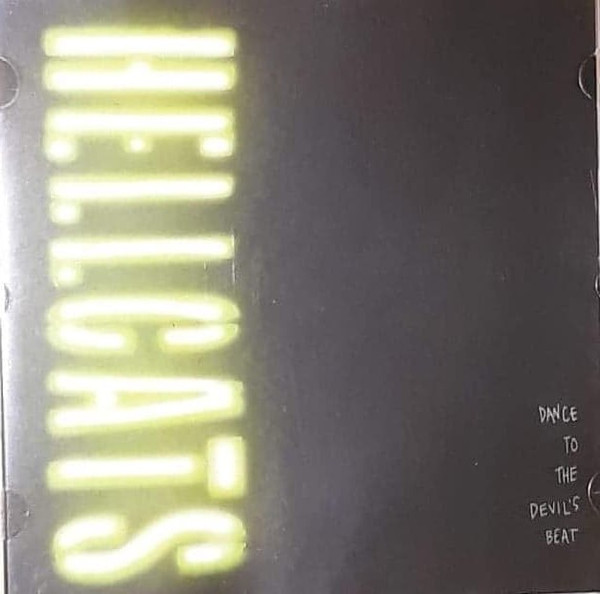 HELLCATS
DANCE
TO
THE
DEVIL'S
BEAT